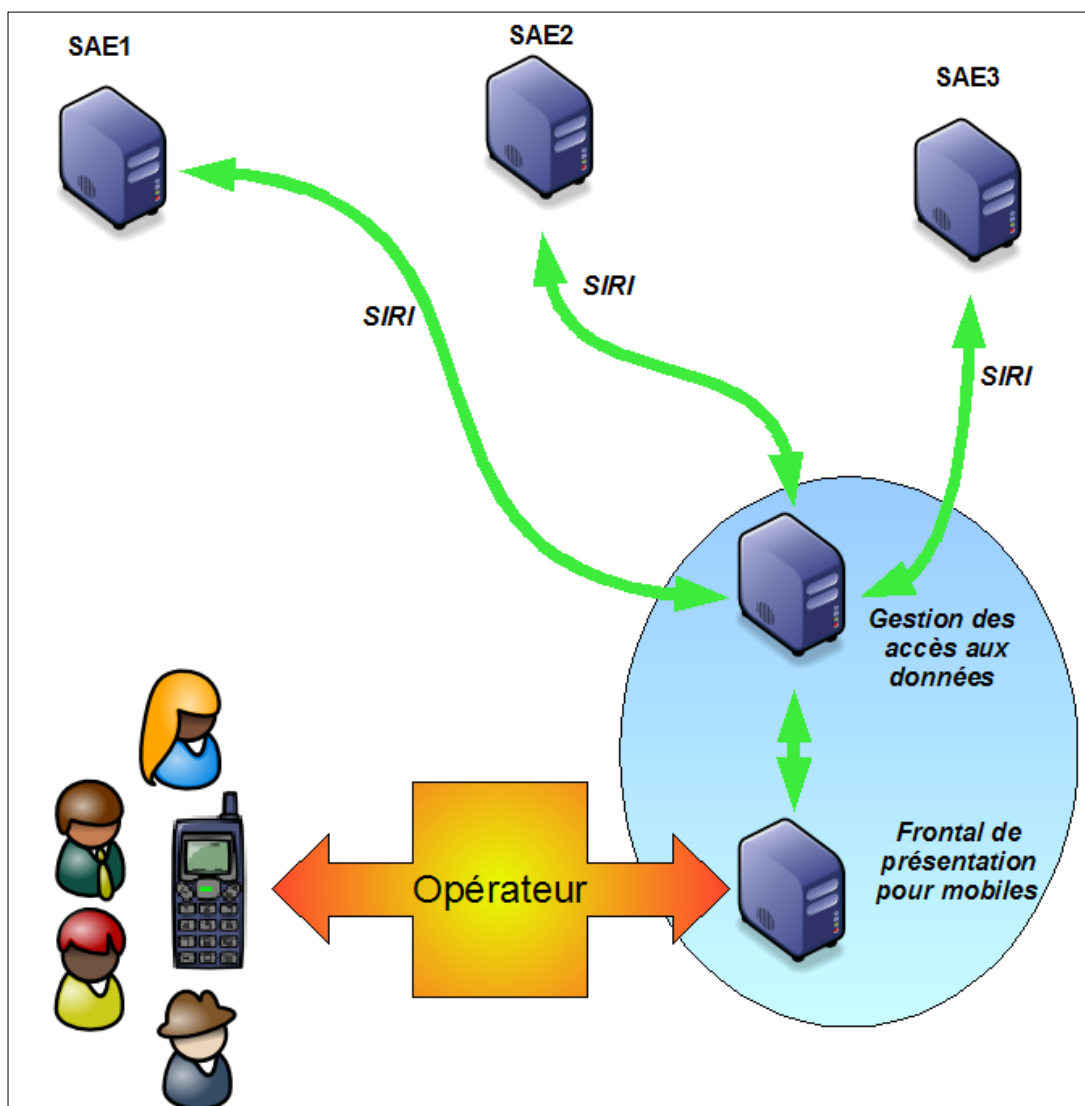 SAE1
SAE2
SAE3
SIRI
SIRI
SIRI
Gestion des
accès aux
données
Opérateur
Frontal de
présentation
pour mobiles